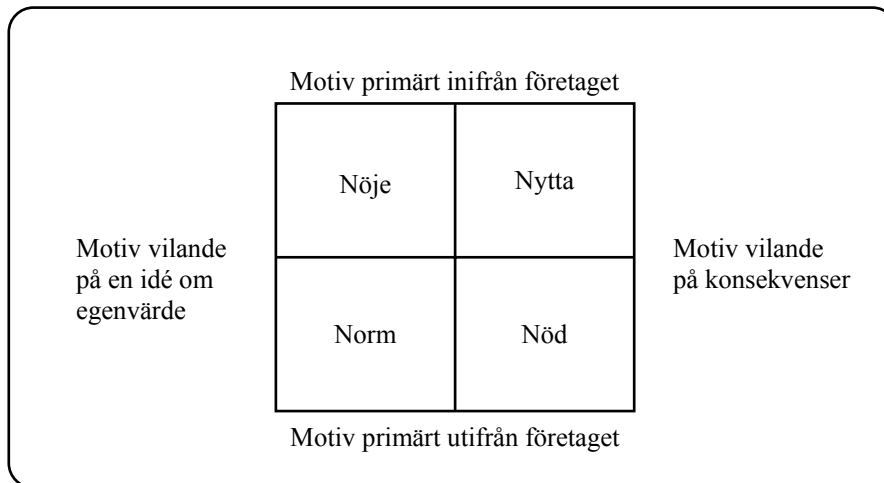 Motiv primärt inifrån företaget
Nöje
Nytta
Motiv vilande
på en idé om
egenvärde
Motiv vilande
på konsekvenser
Norm
Nöd
Motiv primärt utifrån företaget